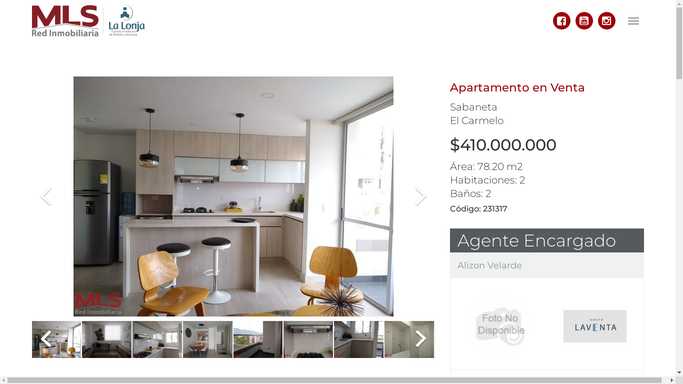 MLS
Red Inmobiliaria
La Lonja
Apartamento en Venta
Sabaneta
El Carmelo
$410.000.000
Área: 78.20 m2
Habitaciones: 2
Baños: 2
Código: 231317
MLS
Red Inmobiliaria
Agente Encargado
Alizon Velarde
Foto No
Disponible
LAVENTA